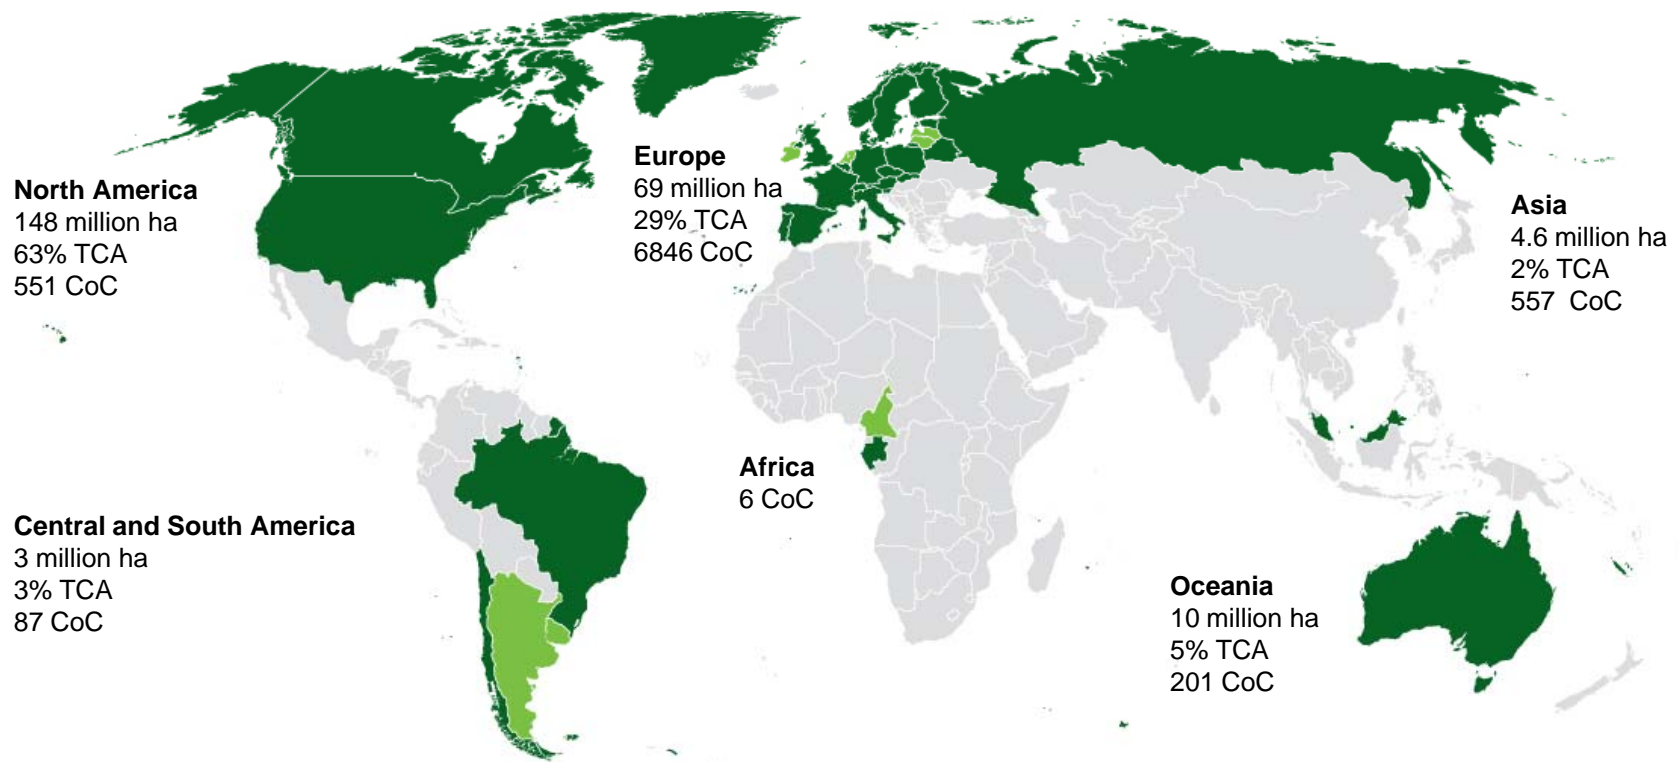 North America
148 million ha
63% TCA
551 CoC
Europe
69 million ha
29% TCA
6846 CoC
Asia
4.6 million ha
2% TCA
557 CoC
Africa
6 CoC
Central and South America
3 million ha
3% TCA
87 CoC
Oceania
10 million ha
5% TCA
201 CoC